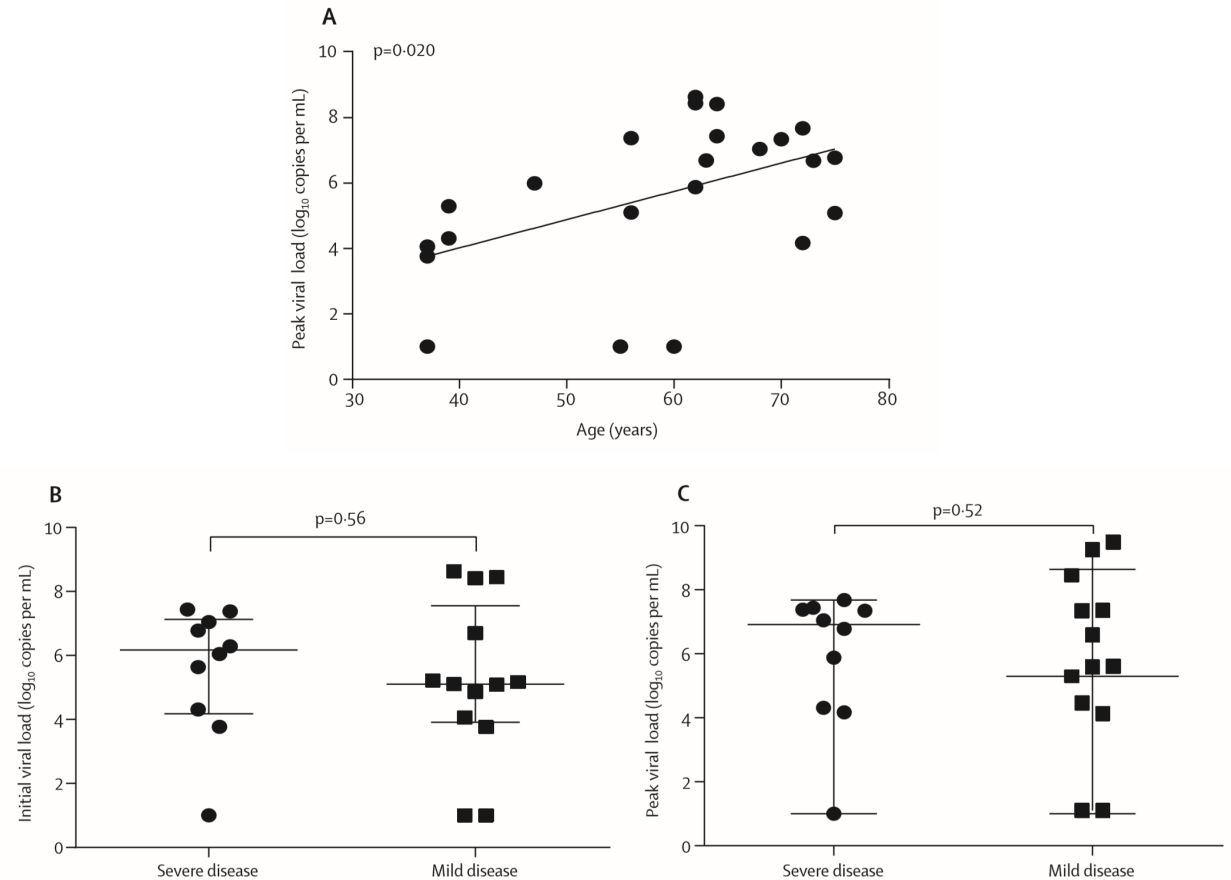 A
p=0·020
Peak viral load (log₁₀ copies per mL)
10
8
6
4
2
0
30 40 50 60 70 80
Age (years)
B
p=0·56
Initial viral load (log₁₀ copies per mL)
10
8
6
4
2
0
Severe disease Mild disease
C
p=0·52
Peak viral load (log₁₀ copies per mL)
10
8
6
4
2
0
Severe disease Mild disease